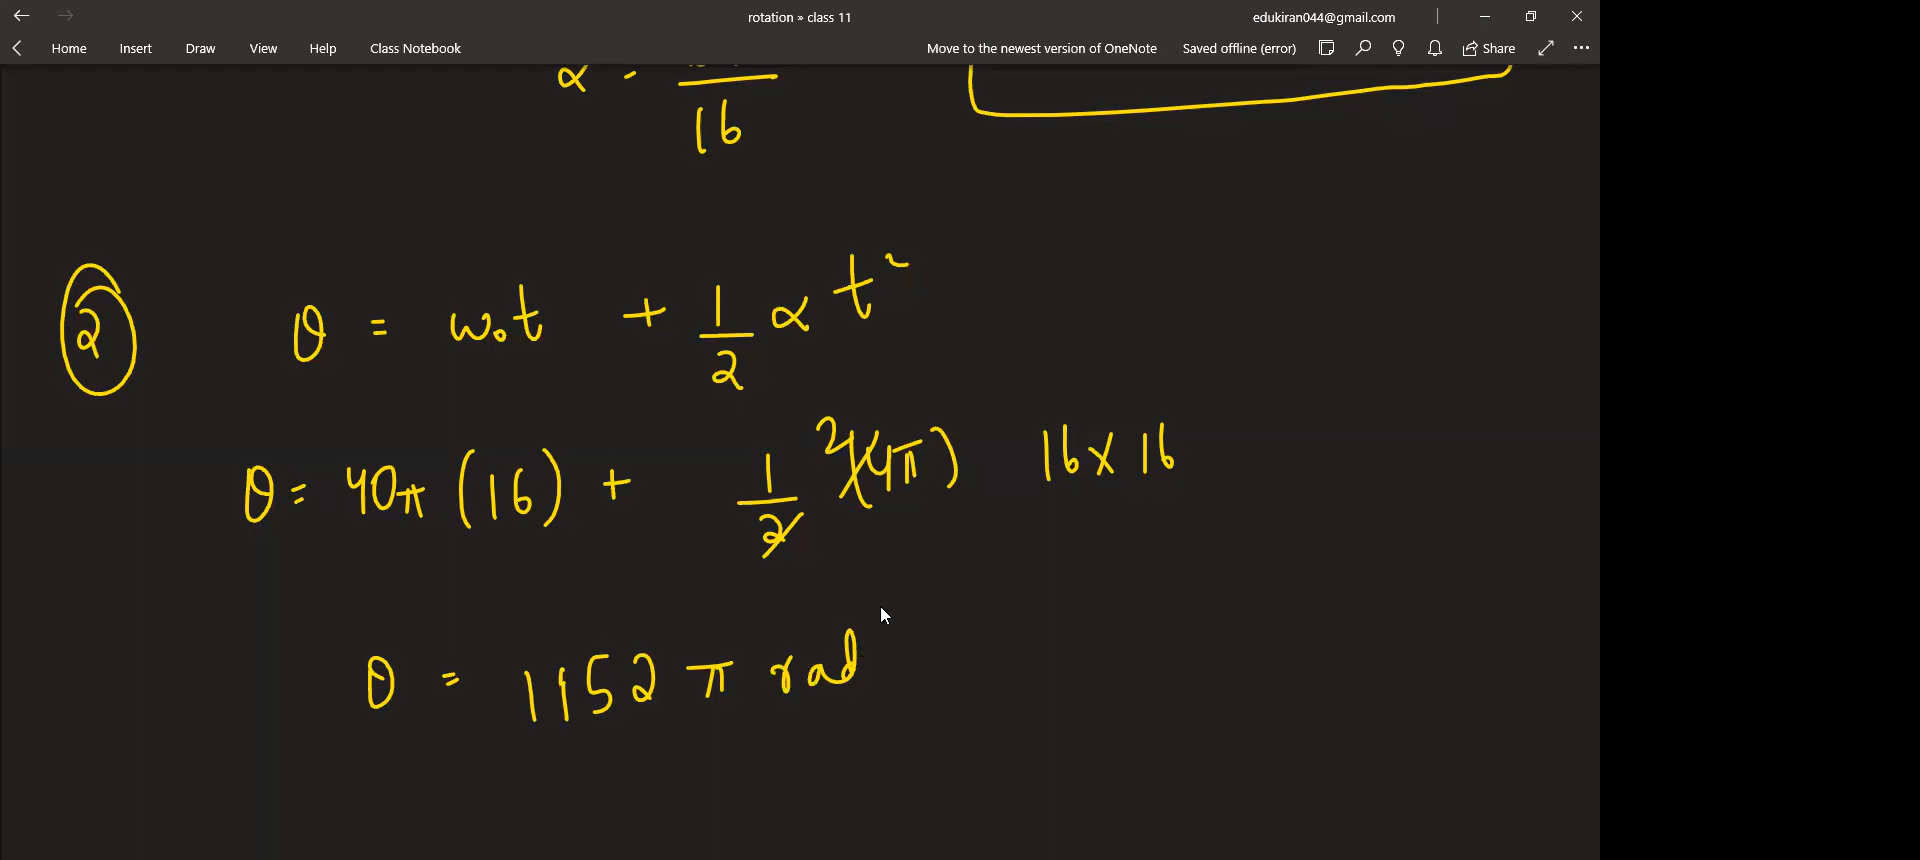 rotation » class 11
edukiran044@gmail.com
Home Insert Draw View Help Class Notebook
Move to the newest version of OneNote Saved offline (error) Share
α =
16
2
θ = ω₀t + 1/2 α t²
θ = 40π (16) + 1/2 2(4π) 16 x 16
θ = 1152 π rad